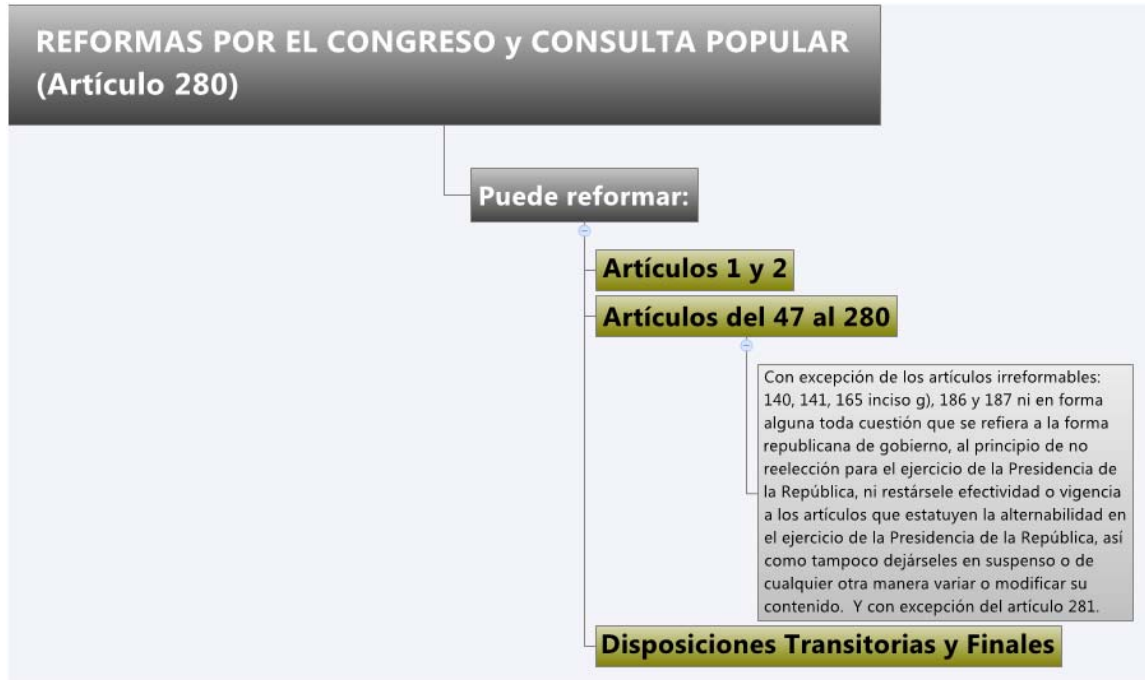 REFORMAS POR EL CONGRESO y CONSULTA POPULAR
(Artículo 280)
Puede reformar:
Artículos 1 y 2
Artículos del 47 al 280
Con excepción de los artículos irreformables:
140, 141, 165 inciso g), 186 y 187 ni en forma
alguna toda cuestión que se refiera a la forma
republicana de gobierno, al principio de no
reelección para el ejercicio de la Presidencia de
la República, ni restársele efectividad o vigencia
a los artículos que estatuyen la alternabilidad en
el ejercicio de la Presidencia de la República, así
como tampoco dejárseles en suspenso o de
cualquier otra manera variar o modificar su
contenido. Y con excepción del artículo 281.
Disposiciones Transitorias y Finales